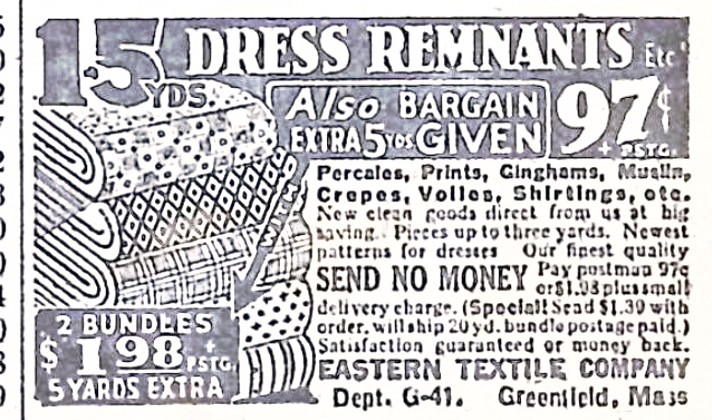 15 YDS. DRESS REMNANTS Etc
Also BARGAIN
EXTRA 5 YDS GIVEN
97¢ + PSTG.
WITH
2 BUNDLES
$1.98 + PSTG.
5 YARDS EXTRA
Percales, Prints, Ginghams, Muslin,
Crepes, Voiles, Shirtings, etc.
New clean goods direct from us at big
saving. Pieces up to three yards. Newest
patterns for dresses Our finest quality
SEND NO MONEY Pay postman 97c
or $1.98 plus small
delivery charge. (Special! Send $1.30 with
order, will ship 20 yd. bundle postage paid.)
Satisfaction guaranteed or money back.
EASTERN TEXTILE COMPANY
Dept. G-41. Greenfield, Mass